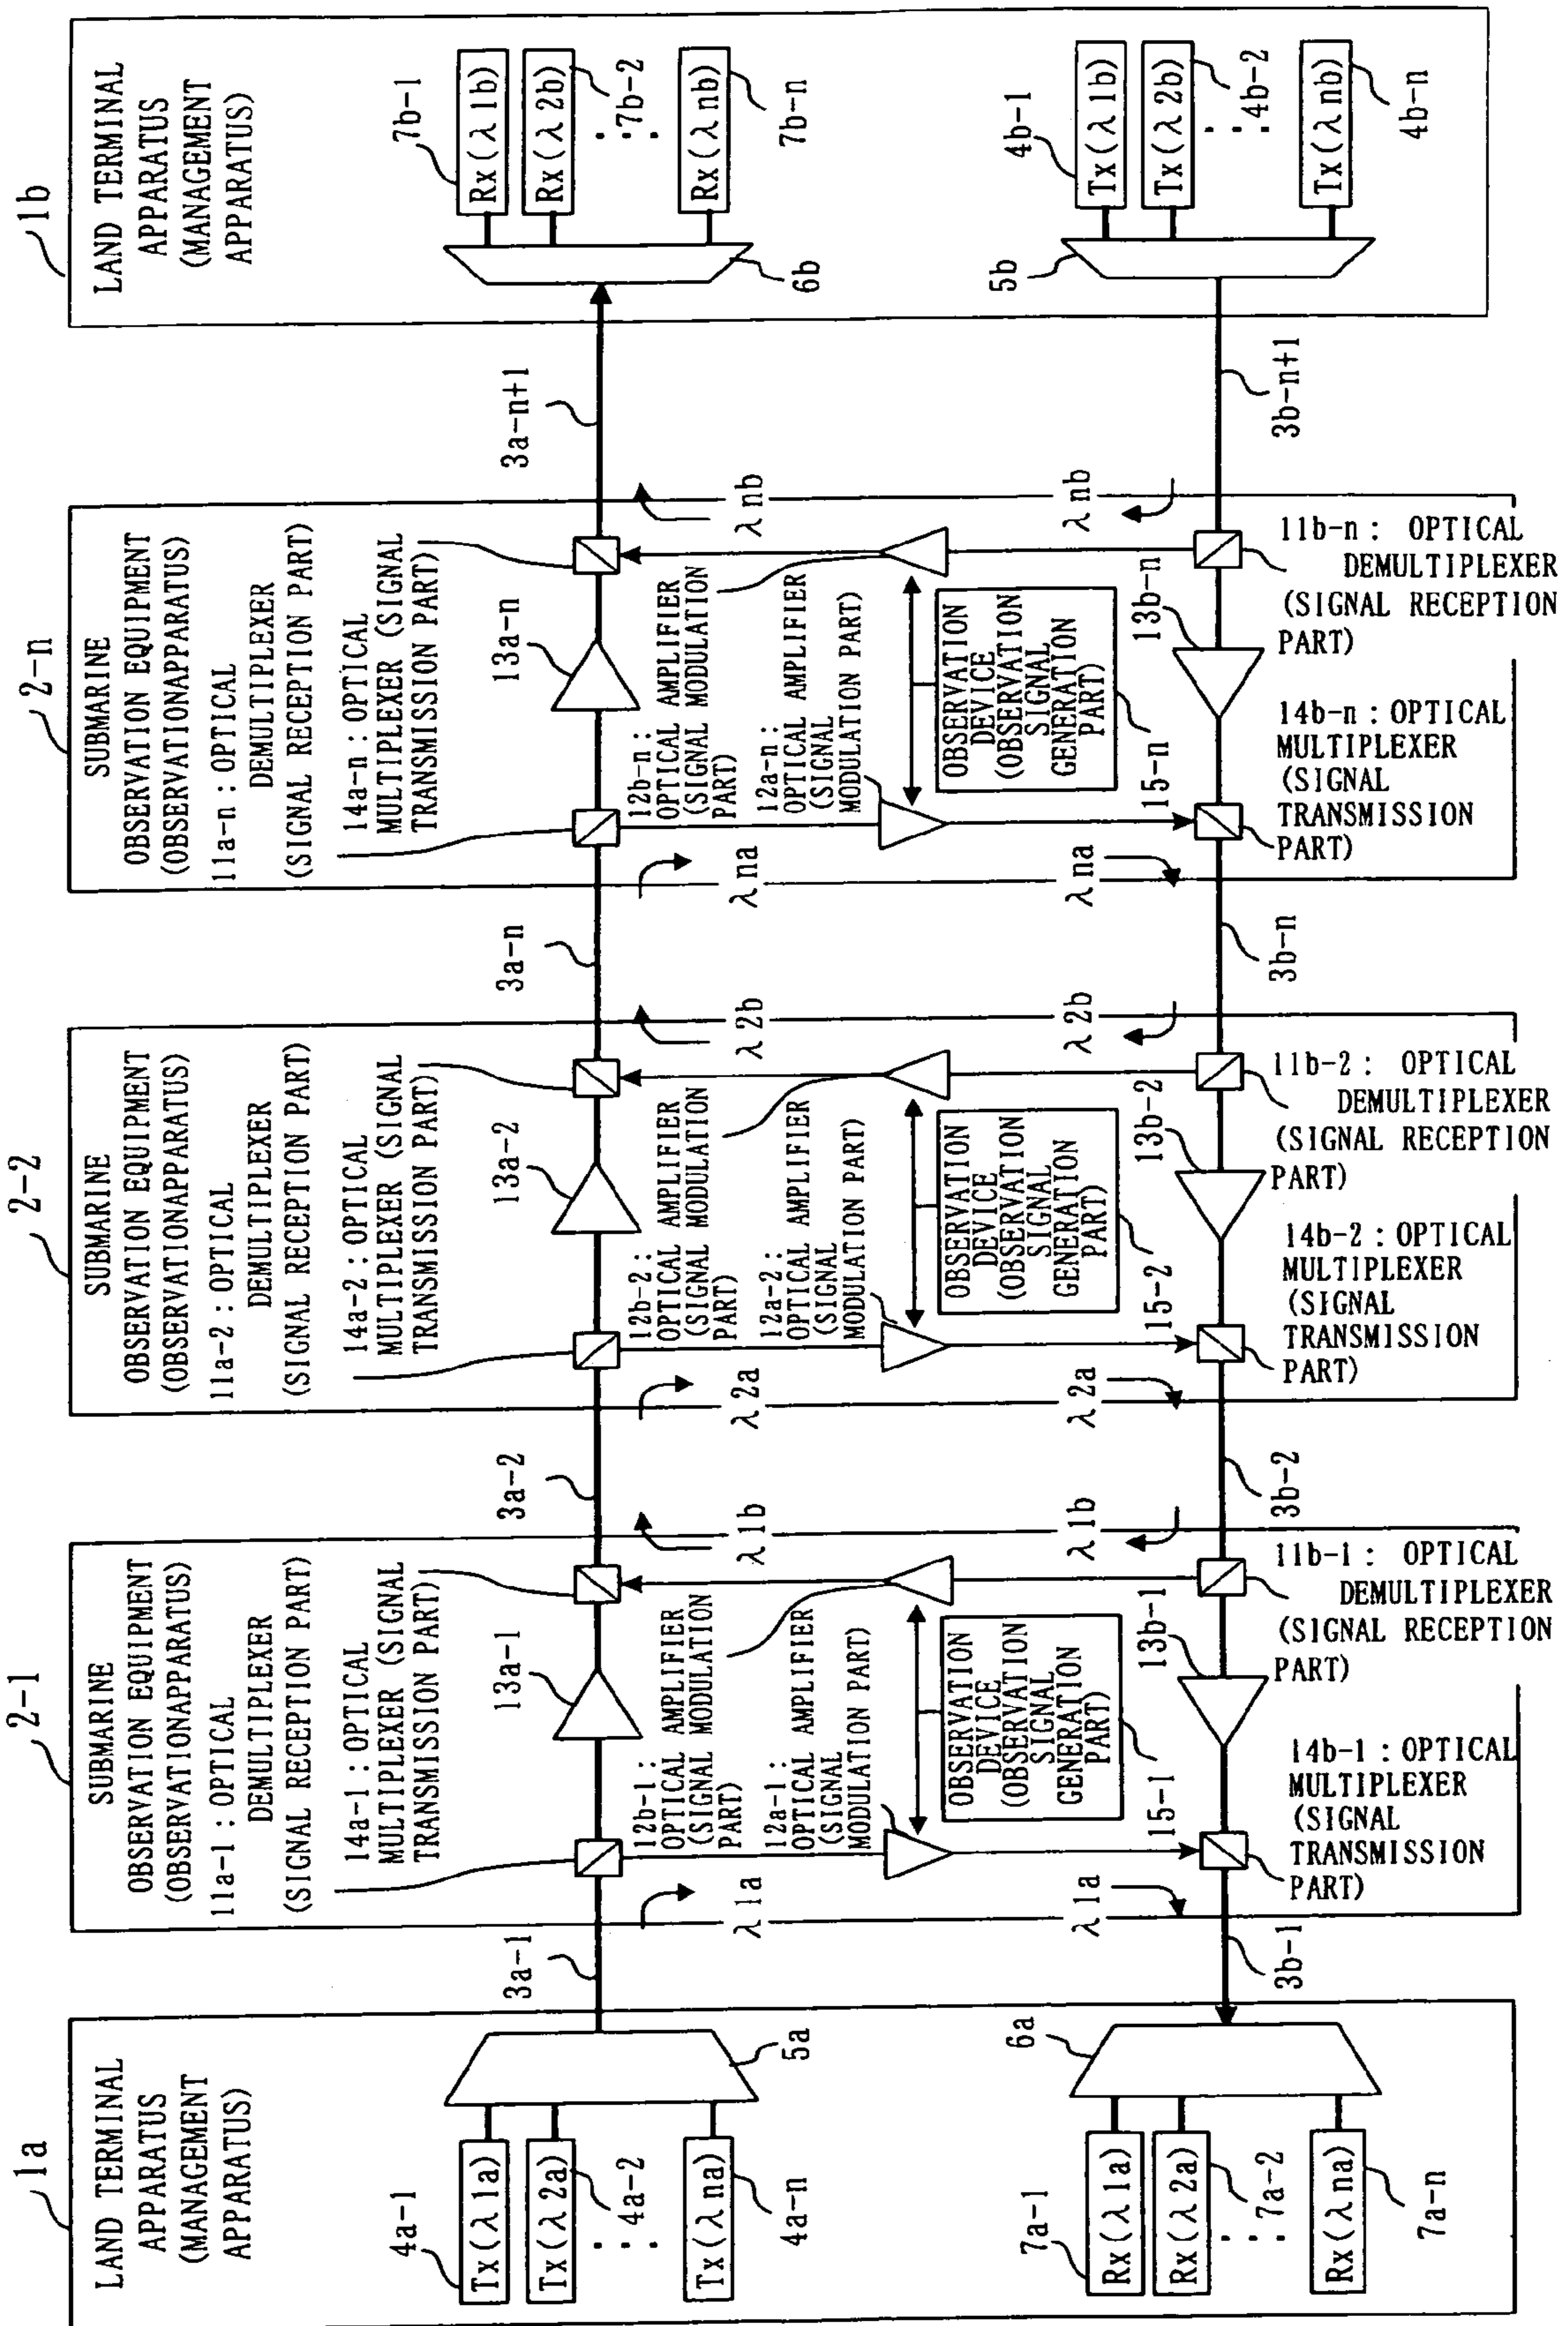 1a
LAND TERMINAL
APPARATUS
(MANAGEMENT
APPARATUS)
4a-1
Tx(λ1a)
Tx(λ2a)
4a-2
Tx(λna)
4a-n
5a
7a-1
Rx(λ1a)
Rx(λ2a)
7a-2
Rx(λna)
7a-n
6a
3a-1
3b-1
2-1
SUBMARINE
OBSERVATION EQUIPMENT
(OBSERVATIONAPPARATUS)
11a-1:OPTICAL
DEMULTIPLEXER
(SIGNAL RECEPTION PART)
14a-1:OPTICAL
MULTIPLEXER (SIGNAL
TRANSMISSION PART)
13a-1
12b-1:
OPTICAL AMPLIFIER
(SIGNAL MODULATION
PART)
12a-1:
OPTICAL AMPLIFIER
(SIGNAL
MODULATION PART)
λ1a
λ1b
λ1a
λ1b
OBSERVATION
DEVICE
(OBSERVATION
SIGNAL
GENERATION
PART)
15-1
13b-1
11b-1: OPTICAL
DEMULTIPLEXER
(SIGNAL RECEPTION
PART)
14b-1:OPTICAL
MULTIPLEXER
(SIGNAL
TRANSMISSION
PART)
3a-2
3b-2
2-2
SUBMARINE
OBSERVATION EQUIPMENT
(OBSERVATIONAPPARATUS)
11a-2:OPTICAL
DEMULTIPLEXER
(SIGNAL RECEPTION PART)
14a-2:OPTICAL
MULTIPLEXER (SIGNAL
TRANSMISSION PART)
13a-2
12b-2:
OPTICAL AMPLIFIER
(SIGNAL MODULATION
PART)
12a-2:
OPTICAL AMPLIFIER
(SIGNAL
MODULATION PART)
λ2a
λ2b
λ2a
λ2b
OBSERVATION
DEVICE
(OBSERVATION
SIGNAL
GENERATION
PART)
15-2
13b-2
11b-2: OPTICAL
DEMULTIPLEXER
(SIGNAL RECEPTION
PART)
14b-2:OPTICAL
MULTIPLEXER
(SIGNAL
TRANSMISSION
PART)
3a-n
3b-n
2-n
SUBMARINE
OBSERVATION EQUIPMENT
(OBSERVATIONAPPARATUS)
11a-n:OPTICAL
DEMULTIPLEXER
(SIGNAL RECEPTION PART)
14a-n:OPTICAL
MULTIPLEXER (SIGNAL
TRANSMISSION PART)
13a-n
12b-n:
OPTICAL AMPLIFIER
(SIGNAL MODULATION
PART)
12a-n:
OPTICAL AMPLIFIER
(SIGNAL
MODULATION PART)
λna
λnb
λna
λnb
OBSERVATION
DEVICE
(OBSERVATION
SIGNAL
GENERATION
PART)
15-n
13b-n
11b-n: OPTICAL
DEMULTIPLEXER
(SIGNAL RECEPTION
PART)
14b-n:OPTICAL
MULTIPLEXER
(SIGNAL
TRANSMISSION
PART)
3a-n+1
3b-n+1
1b
LAND TERMINAL
APPARATUS
(MANAGEMENT
APPARATUS)
7b-1
Rx(λ1b)
Rx(λ2b)
7b-2
Rx(λnb)
7b-n
6b
4b-1
Tx(λ1b)
Tx(λ2b)
4b-2
Tx(λnb)
4b-n
5b